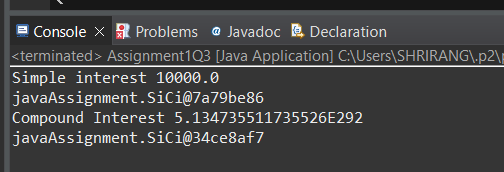 Console Problems Javadoc Declaration
<terminated> Assignment1Q3 [Java Application] C:\Users\SHRIRANG\.p2\
Simple interest 10000.0
javaAssignment.SiCi@7a79be86
Compound Interest 5.134735511735526E292
javaAssignment.SiCi@34ce8af7